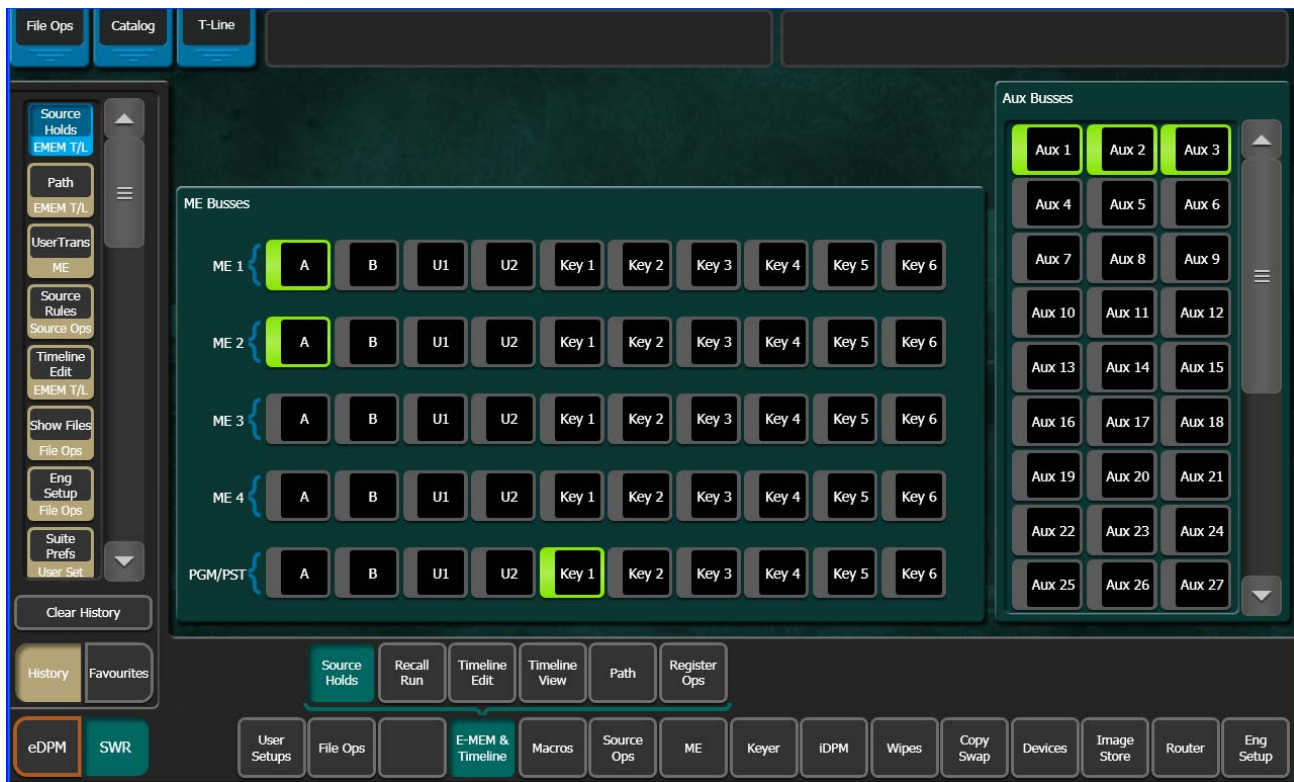 File Ops Catalog T-Line
Source
Holds
EMEM T/L
Path
EMEM T/L
UserTrans
ME
Source
Rules
Source Ops
Timeline
Edit
EMEM T/L
Show Files
File Ops
Eng
Setup
File Ops
Suite
Prefs
User Set
Clear History
History Favourites
eDPM SWR
ME Busses
ME 1 A B U1 U2 Key 1 Key 2 Key 3 Key 4 Key 5 Key 6
ME 2 A B U1 U2 Key 1 Key 2 Key 3 Key 4 Key 5 Key 6
ME 3 A B U1 U2 Key 1 Key 2 Key 3 Key 4 Key 5 Key 6
ME 4 A B U1 U2 Key 1 Key 2 Key 3 Key 4 Key 5 Key 6
PGM/PST A B U1 U2 Key 1 Key 2 Key 3 Key 4 Key 5 Key 6
Aux Busses
Aux 1 Aux 2 Aux 3
Aux 4 Aux 5 Aux 6
Aux 7 Aux 8 Aux 9
Aux 10 Aux 11 Aux 12
Aux 13 Aux 14 Aux 15
Aux 16 Aux 17 Aux 18
Aux 19 Aux 20 Aux 21
Aux 22 Aux 23 Aux 24
Aux 25 Aux 26 Aux 27
Source
Holds
Recall
Run
Timeline
Edit
Timeline
View
Path
Register
Ops
User
Setups
File Ops
E-MEM &
Timeline
Macros
Source
Ops
ME
Keyer
iDPM
Wipes
Copy
Swap
Devices
Image
Store
Router
Eng
Setup